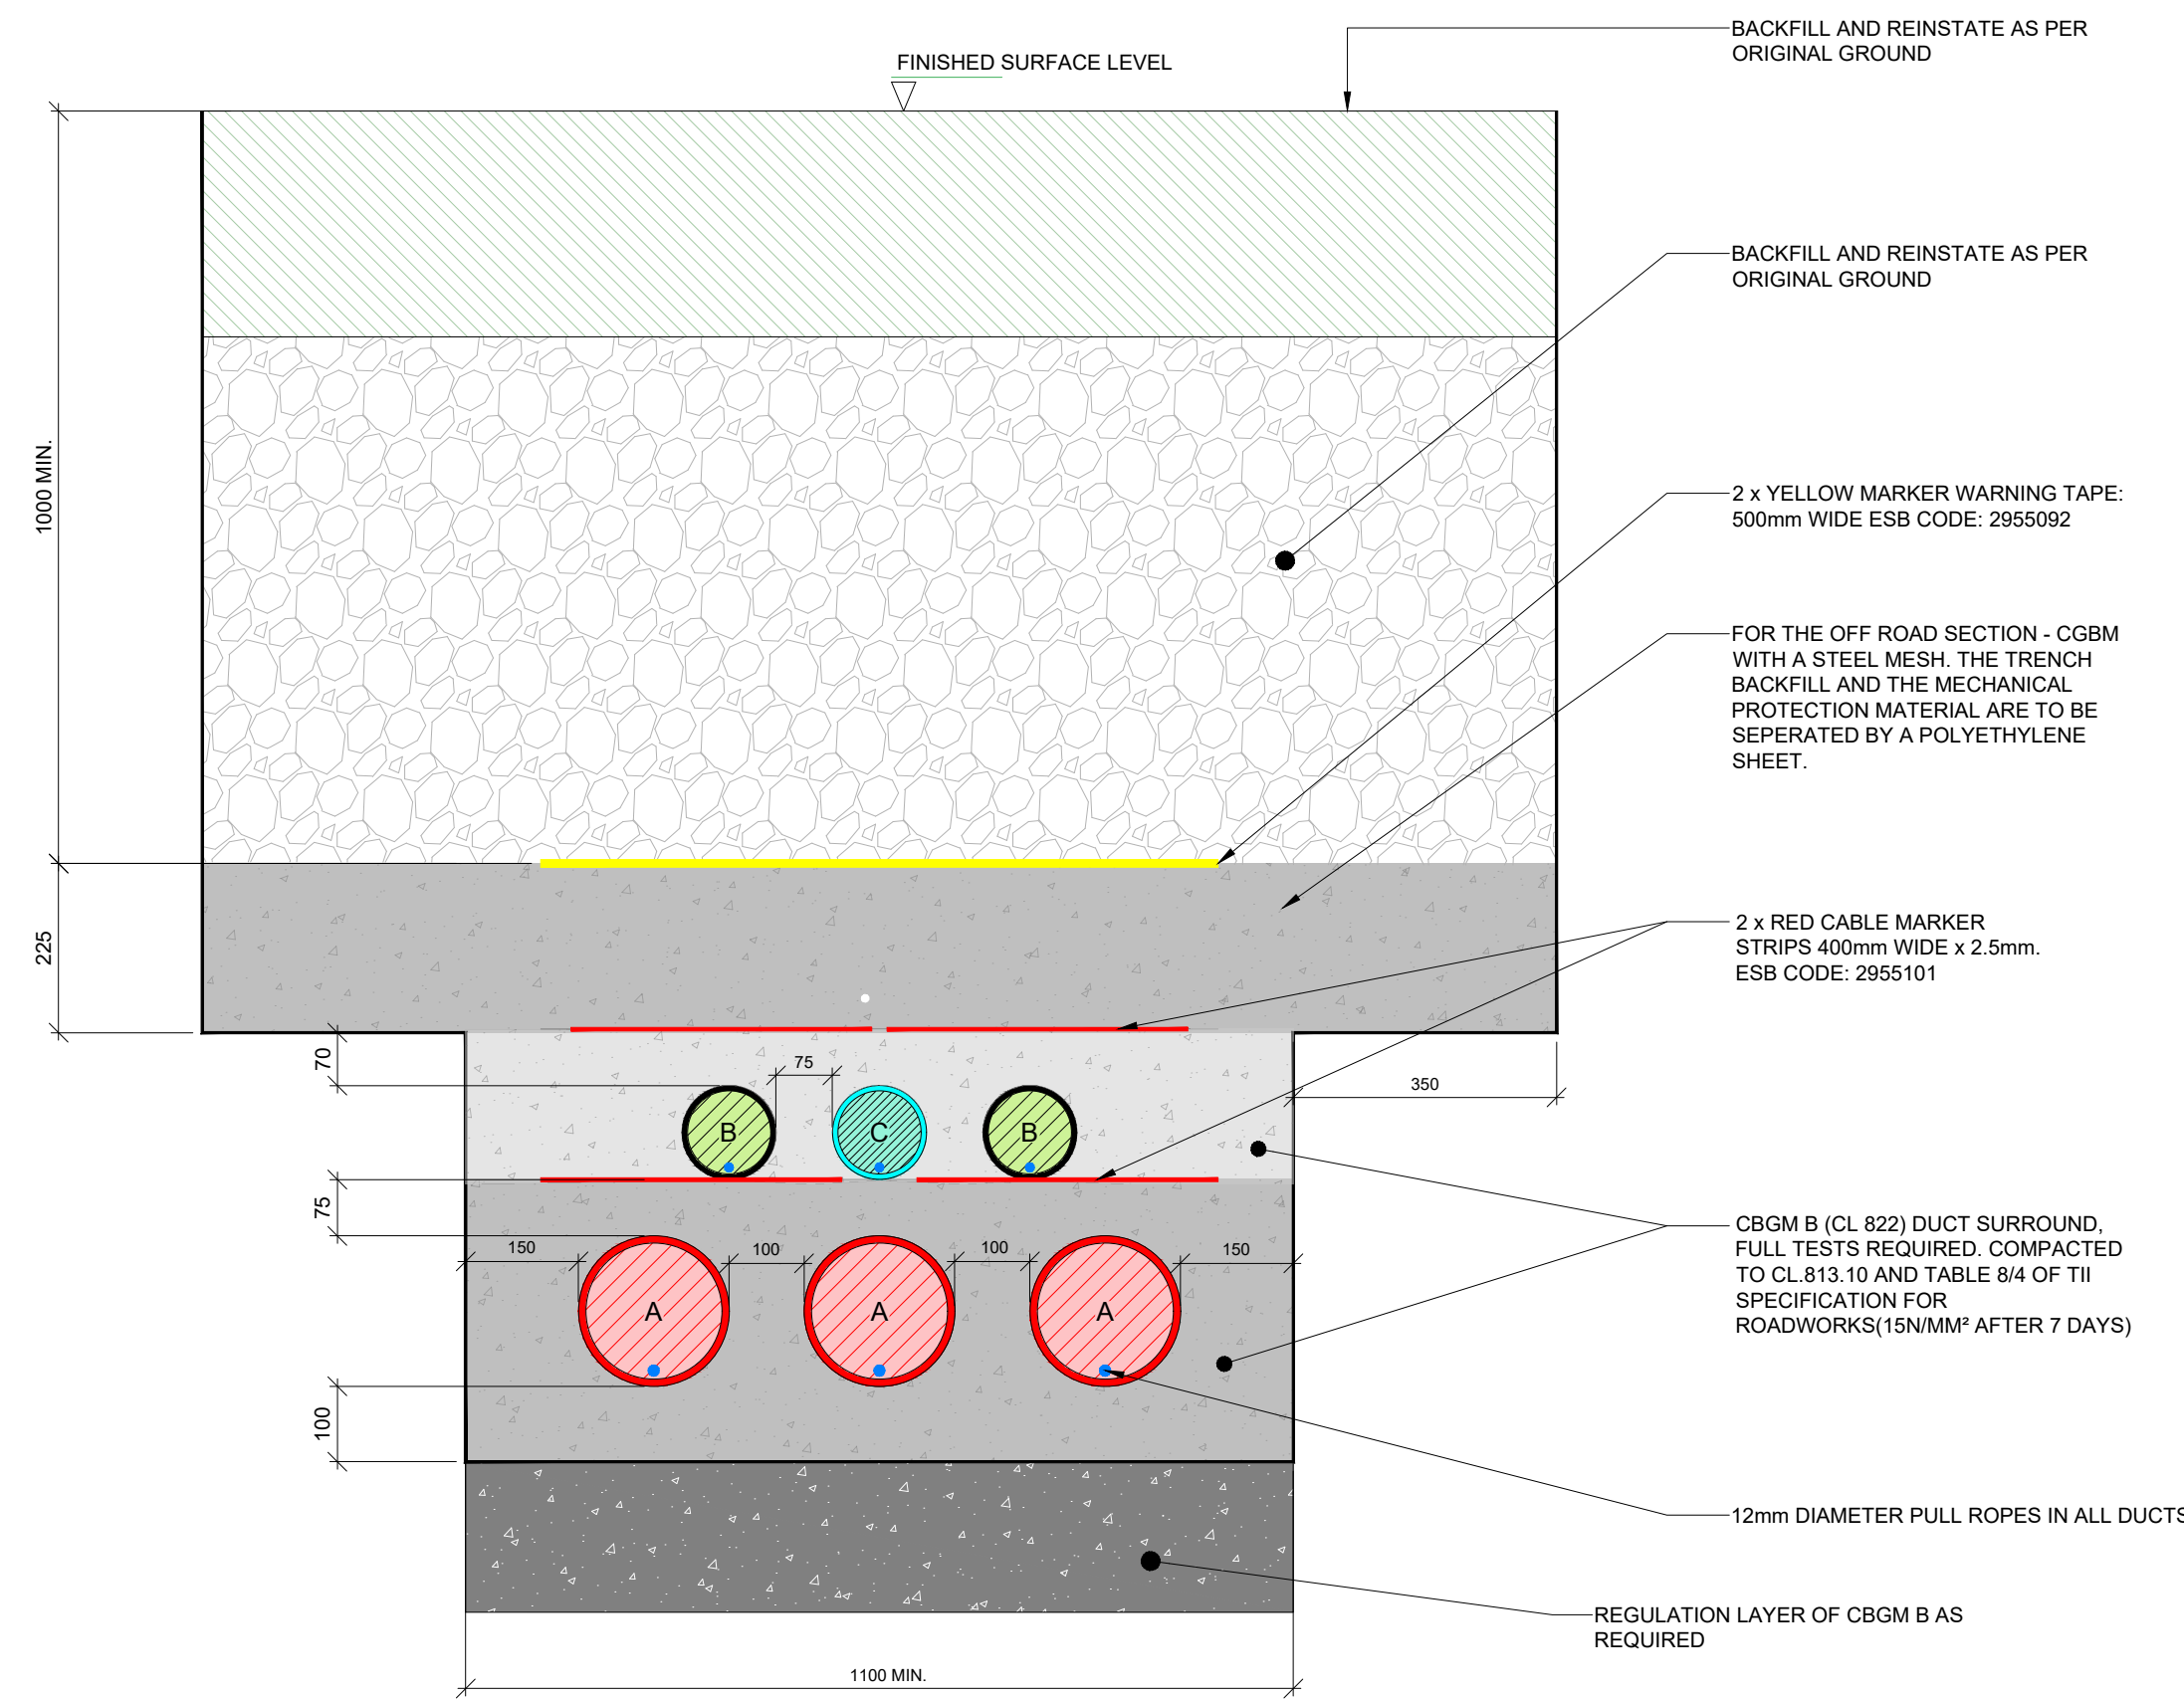 BACKFILL AND REINSTATE AS PER
ORIGINAL GROUND
FINISHED SURFACE LEVEL
BACKFILL AND REINSTATE AS PER
ORIGINAL GROUND
1000 MIN.
2 x YELLOW MARKER WARNING TAPE:
500mm WIDE ESB CODE: 2955092
FOR THE OFF ROAD SECTION - CGBM
WITH A STEEL MESH. THE TRENCH
BACKFILL AND THE MECHANICAL
PROTECTION MATERIAL ARE TO BE
SEPERATED BY A POLYETHYLENE
SHEET.
225
2 x RED CABLE MARKER
STRIPS 400mm WIDE x 2.5mm.
ESB CODE: 2955101
70
75
350
B
C
B
75
150
100
100
150
CBGM B (CL 822) DUCT SURROUND,
FULL TESTS REQUIRED. COMPACTED
TO CL.813.10 AND TABLE 8/4 OF TII
SPECIFICATION FOR
ROADWORKS(15N/MM² AFTER 7 DAYS)
A
A
A
100
12mm DIAMETER PULL ROPES IN ALL DUCTS
REGULATION LAYER OF CBGM B AS
REQUIRED
1100 MIN.